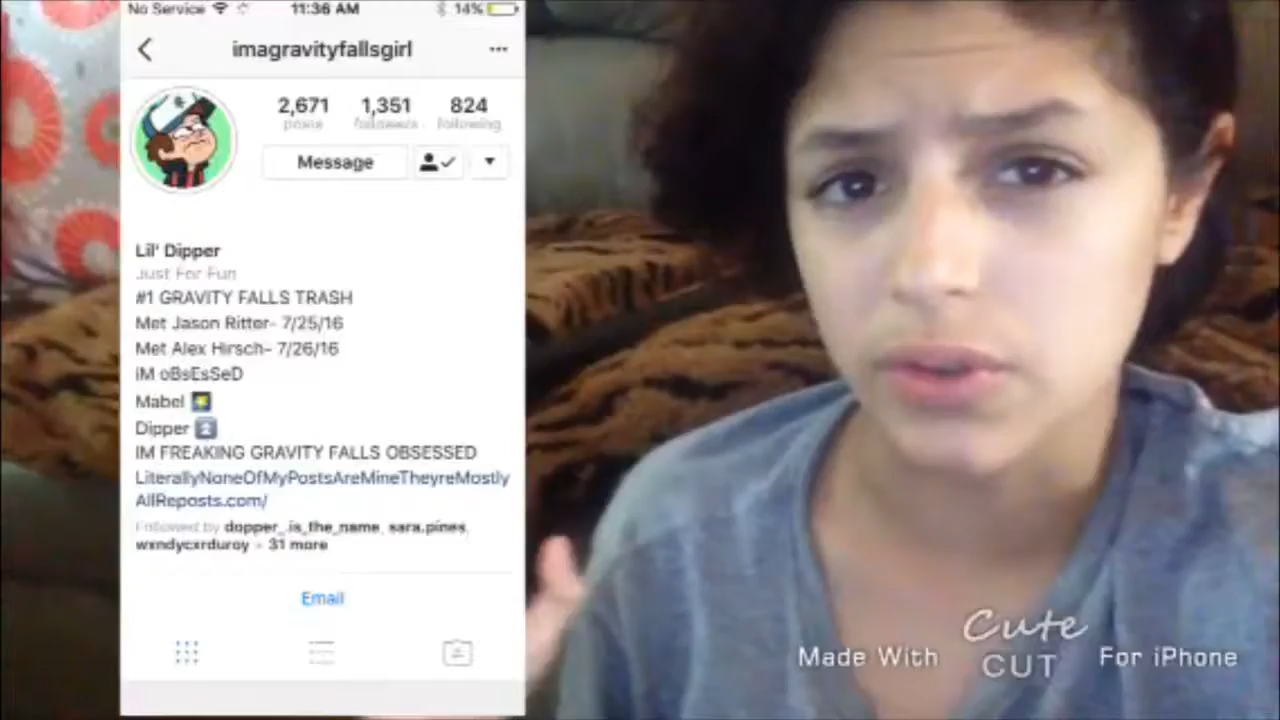 No Service 11:36 AM 14%
imagravityfallsgirl
2,671 1,351 824
posts followers following
Message
Lil' Dipper
Just For Fun
#1 GRAVITY FALLS TRASH
Met Jason Ritter- 7/25/16
Met Alex Hirsch- 7/26/16
iM oBsEsSeD
Mabel
Dipper
IM FREAKING GRAVITY FALLS OBSESSED
LiterallyNoneOfMyPostsAreMineTheyreMostly
AllReposts.com/
Followed by dopper_.is_the_name, sara.pines,
wxndycxrduroy + 31 more
Email
Made With Cute CUT For iPhone